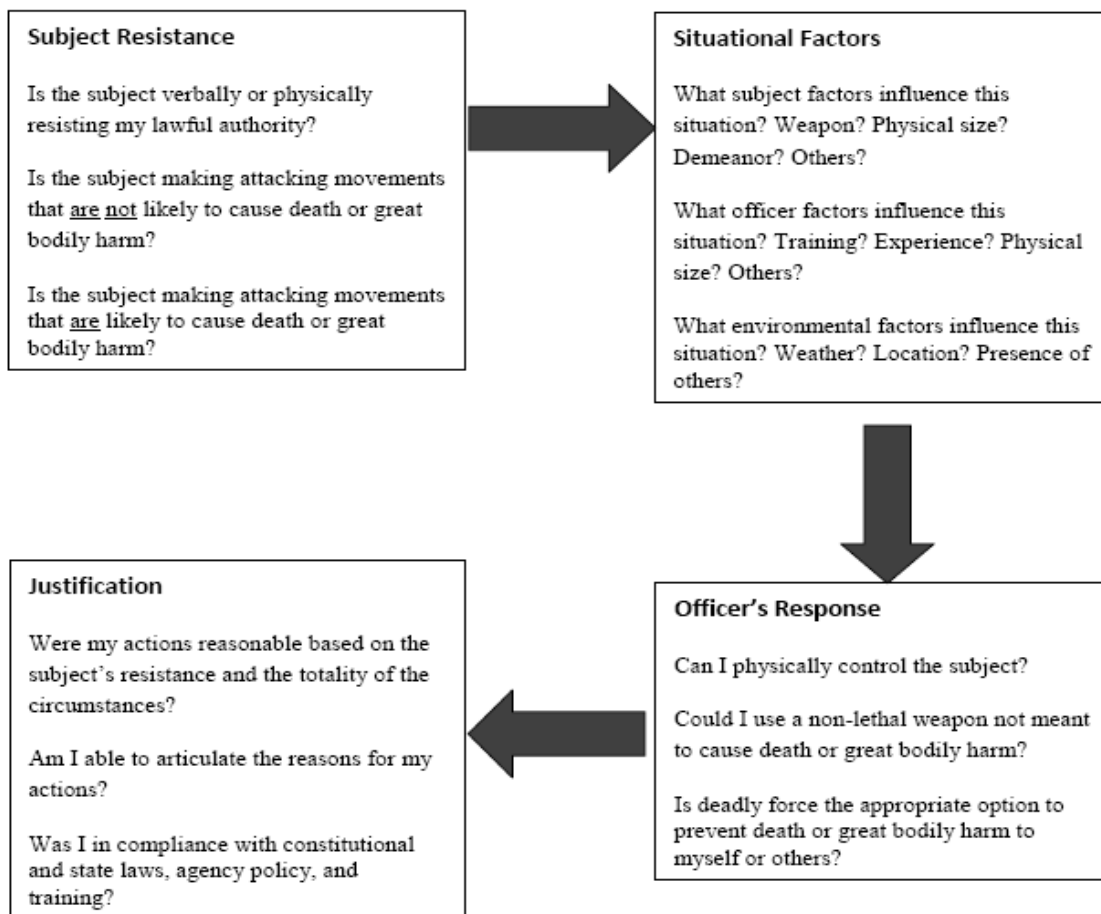 Subject Resistance
Is the subject verbally or physically
resisting my lawful authority?
Is the subject making attacking movements
that are not likely to cause death or great
bodily harm?
Is the subject making attacking movements
that are likely to cause death or great
bodily harm?
Situational Factors
What subject factors influence this
situation? Weapon? Physical size?
Demeanor? Others?
What officer factors influence this
situation? Training? Experience? Physical
size? Others?
What environmental factors influence this
situation? Weather? Location? Presence of
others?
Officer's Response
Can I physically control the subject?
Could I use a non-lethal weapon not meant
to cause death or great bodily harm?
Is deadly force the appropriate option to
prevent death or great bodily harm to
myself or others?
Justification
Were my actions reasonable based on the
subject's resistance and the totality of the
circumstances?
Am I able to articulate the reasons for my
actions?
Was I in compliance with constitutional
and state laws, agency policy, and
training?